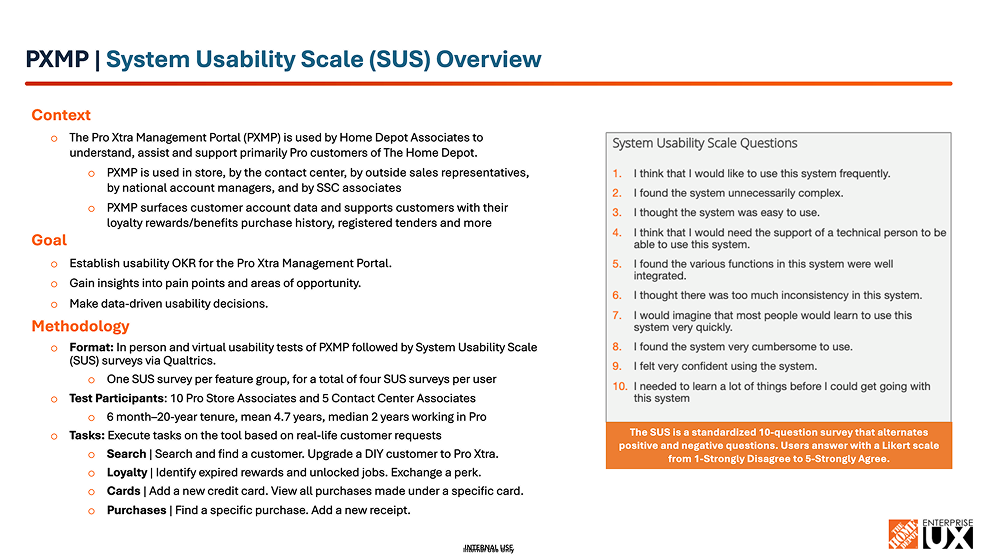 PXMP | System Usability Scale (SUS) Overview
Context
The Pro Xtra Management Portal (PXMP) is used by Home Depot Associates to
understand, assist and support primarily Pro customers of The Home Depot.
PXMP is used in store, by the contact center, by outside sales representatives,
by national account managers, and by SSC associates
PXMP surfaces customer account data and supports customers with their
loyalty rewards/benefits purchase history, registered tenders and more
Goal
Establish usability OKR for the Pro Xtra Management Portal.
Gain insights into pain points and areas of opportunity.
Make data-driven usability decisions.
Methodology
Format: In person and virtual usability tests of PXMP followed by System Usability Scale
(SUS) surveys via Qualtrics.
One SUS survey per feature group, for a total of four SUS surveys per user
Test Participants: 10 Pro Store Associates and 5 Contact Center Associates
6 month–20-year tenure, mean 4.7 years, median 2 years working in Pro
Tasks: Execute tasks on the tool based on real-life customer requests
Search | Search and find a customer. Upgrade a DIY customer to Pro Xtra.
Loyalty | Identify expired rewards and unlocked jobs. Exchange a perk.
Cards | Add a new credit card. View all purchases made under a specific card.
Purchases | Find a specific purchase. Add a new receipt.
System Usability Scale Questions
1. I think that I would like to use this system frequently.
2. I found the system unnecessarily complex.
3. I thought the system was easy to use.
4. I think that I would need the support of a technical person to be
able to use this system.
5. I found the various functions in this system were well
integrated.
6. I thought there was too much inconsistency in this system.
7. I would imagine that most people would learn to use this
system very quickly.
8. I found the system very cumbersome to use.
9. I felt very confident using the system.
10. I needed to learn a lot of things before I could get going with
this system
The SUS is a standardized 10-question survey that alternates
positive and negative questions. Users answer with a Likert scale
from 1-Strongly Disagree to 5-Strongly Agree.
INTERNAL USE
Internal Use Only
THE HOME DEPOT
ENTERPRISE
UX